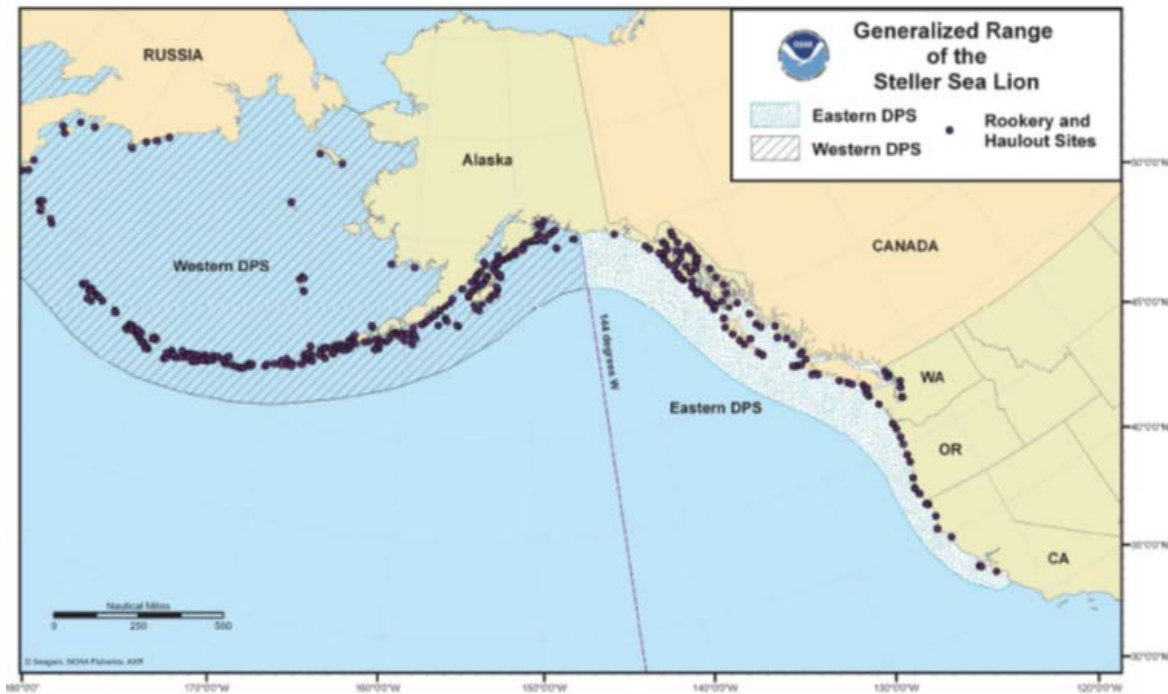 Generalized Range
of the
Steller Sea Lion
Eastern DPS
Western DPS
Rookery and
Haulout Sites
RUSSIA
Alaska
CANADA
Western DPS
144 degrees W
Eastern DPS
WA
OR
CA
Nautical Miles
0 250 500
170°0'0"W 160°0'0"W 150°0'0"W 140°0'0"W 130°0'0"W 120°0'0"W